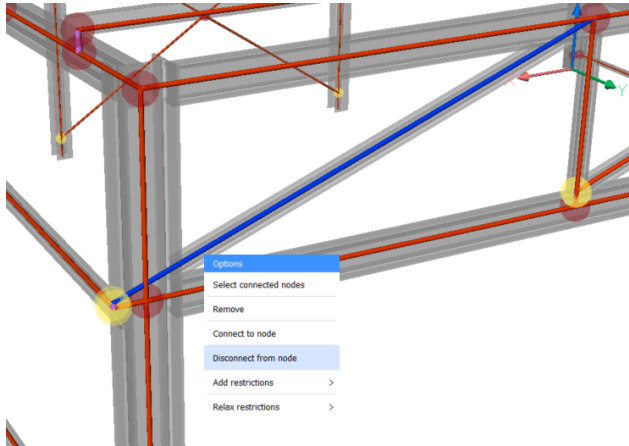 Y
Options
Select connected nodes
Remove
Connect to node
Disconnect from node
Add restrictions >
Relax restrictions >